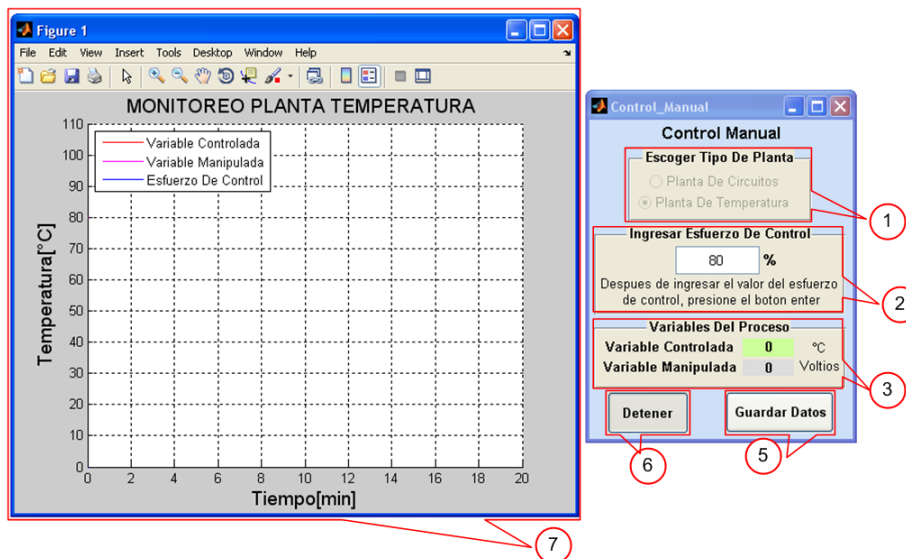 Figure 1
File Edit View Insert Tools Desktop Window Help
MONITOREO PLANTA TEMPERATURA
Variable Controlada
Variable Manipulada
Esfuerzo De Control
Temperatura[°C]
110
100
90
80
70
60
50
40
30
20
10
0
0 2 4 6 8 10 12 14 16 18 20
Tiempo[min]
7
Control_Manual
Control Manual
Escoger Tipo De Planta
Planta De Circuitos
Planta De Temperatura
1
Ingresar Esfuerzo De Control
80 %
Despues de ingresar el valor del esfuerzo
de control, presione el boton enter
2
Variables Del Proceso
Variable Controlada 0 °C
Variable Manipulada 0 Voltios
3
Detener Guardar Datos
6 5